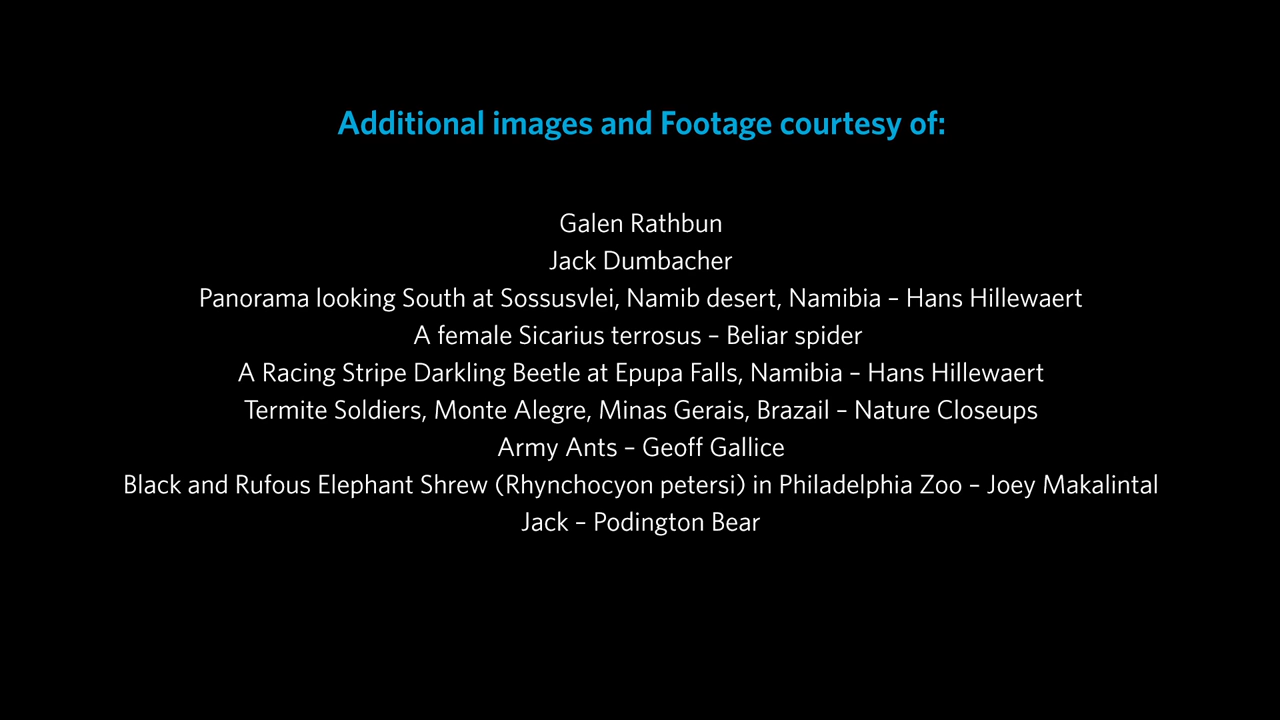 Additional images and Footage courtesy of:
Galen Rathbun
Jack Dumbacher
Panorama looking South at Sossusvlei, Namib desert, Namibia – Hans Hillewaert
A female Sicarius terrosus – Beliar spider
A Racing Stripe Darkling Beetle at Epupa Falls, Namibia – Hans Hillewaert
Termite Soldiers, Monte Alegre, Minas Gerais, Brazail – Nature Closeups
Army Ants – Geoff Gallice
Black and Rufous Elephant Shrew (Rhynchocyon petersi) in Philadelphia Zoo – Joey Makalintal
Jack – Podington Bear